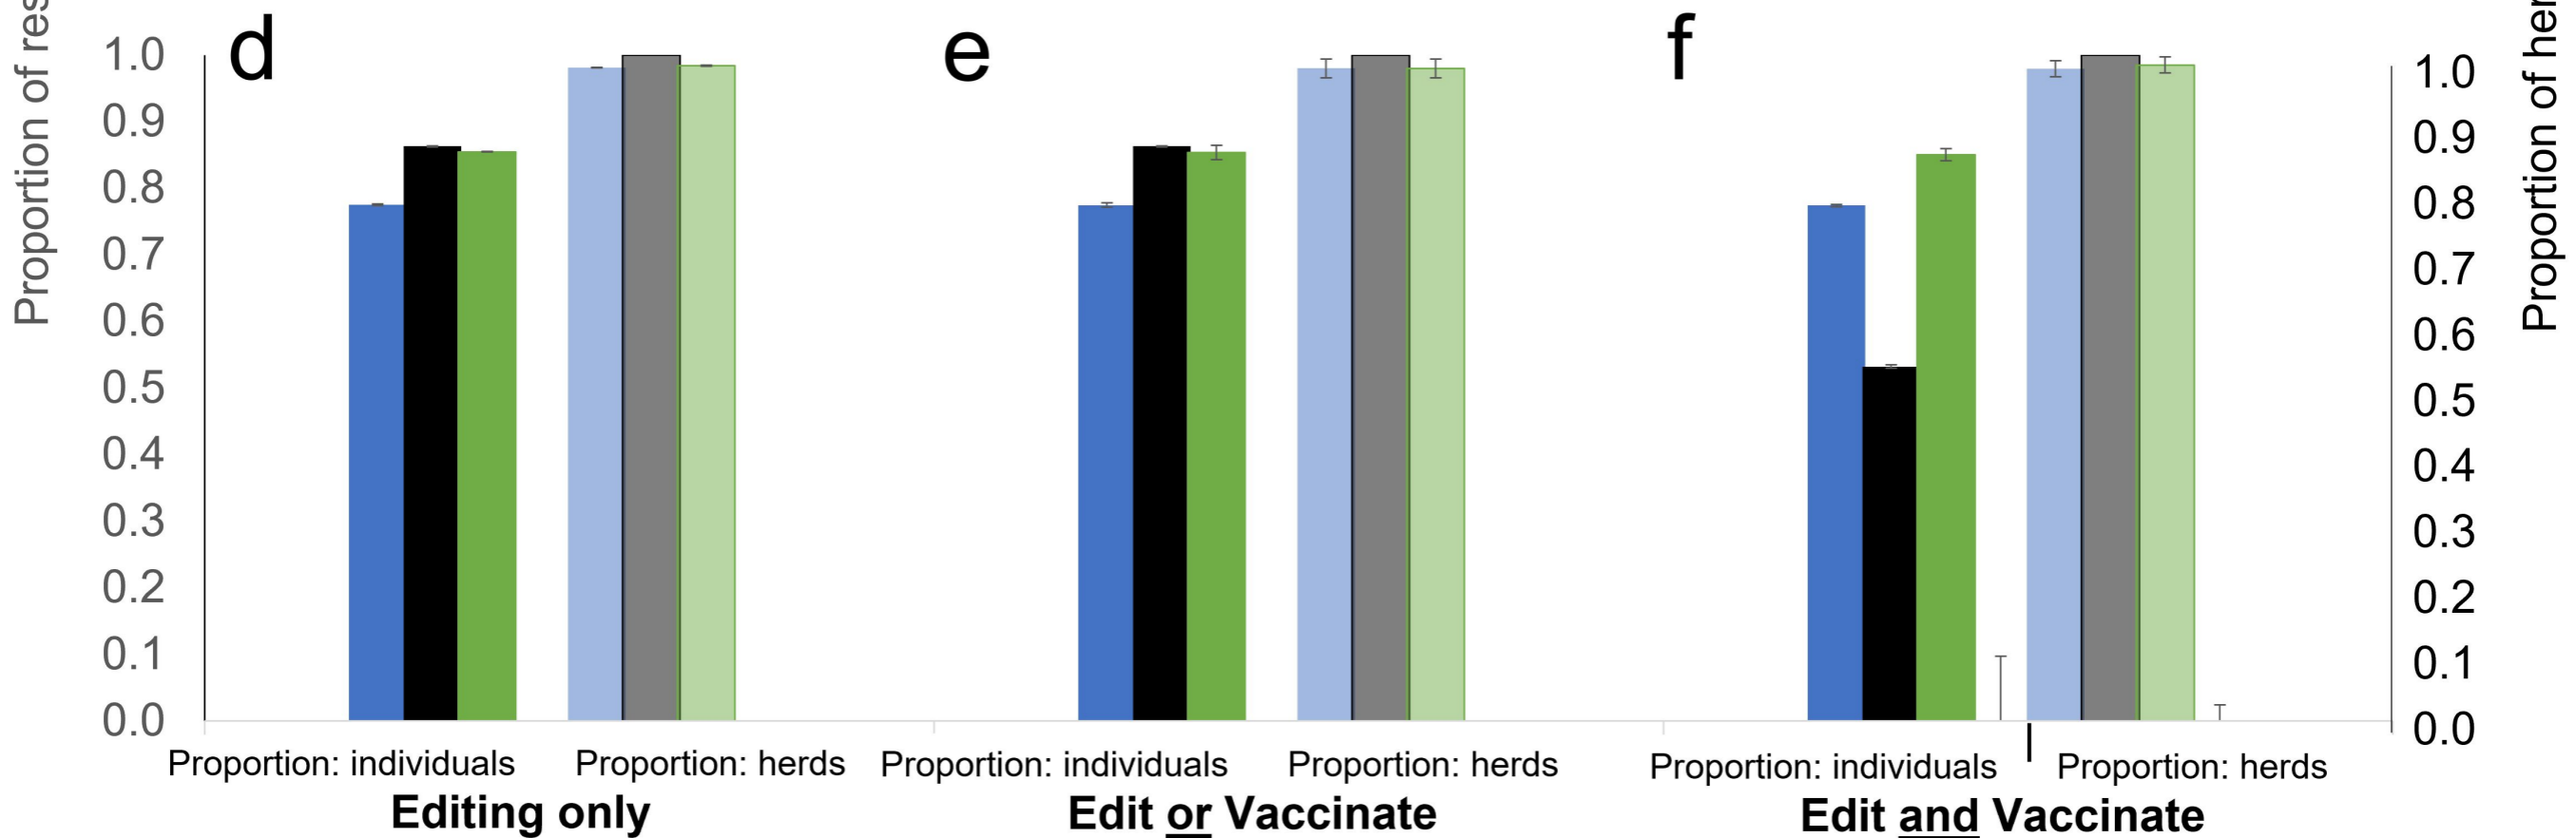 Proportion of
d
e
f
1.0
0.9
0.8
0.7
0.6
0.5
0.4
0.3
0.2
0.1
0.0
1.0
0.9
0.8
0.7
0.6
0.5
0.4
0.3
0.2
0.1
0.0
Proportion of
Proportion: individuals
Proportion: herds
Proportion: individuals
Proportion: herds
Proportion: individuals
Proportion: herds
Editing only
Edit or Vaccinate
Edit and Vaccinate